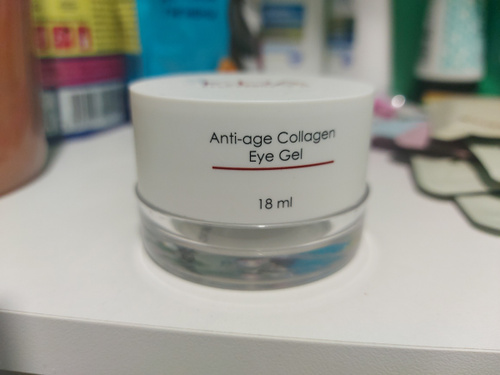 Anti-age Collagen
Eye Gel
18 ml